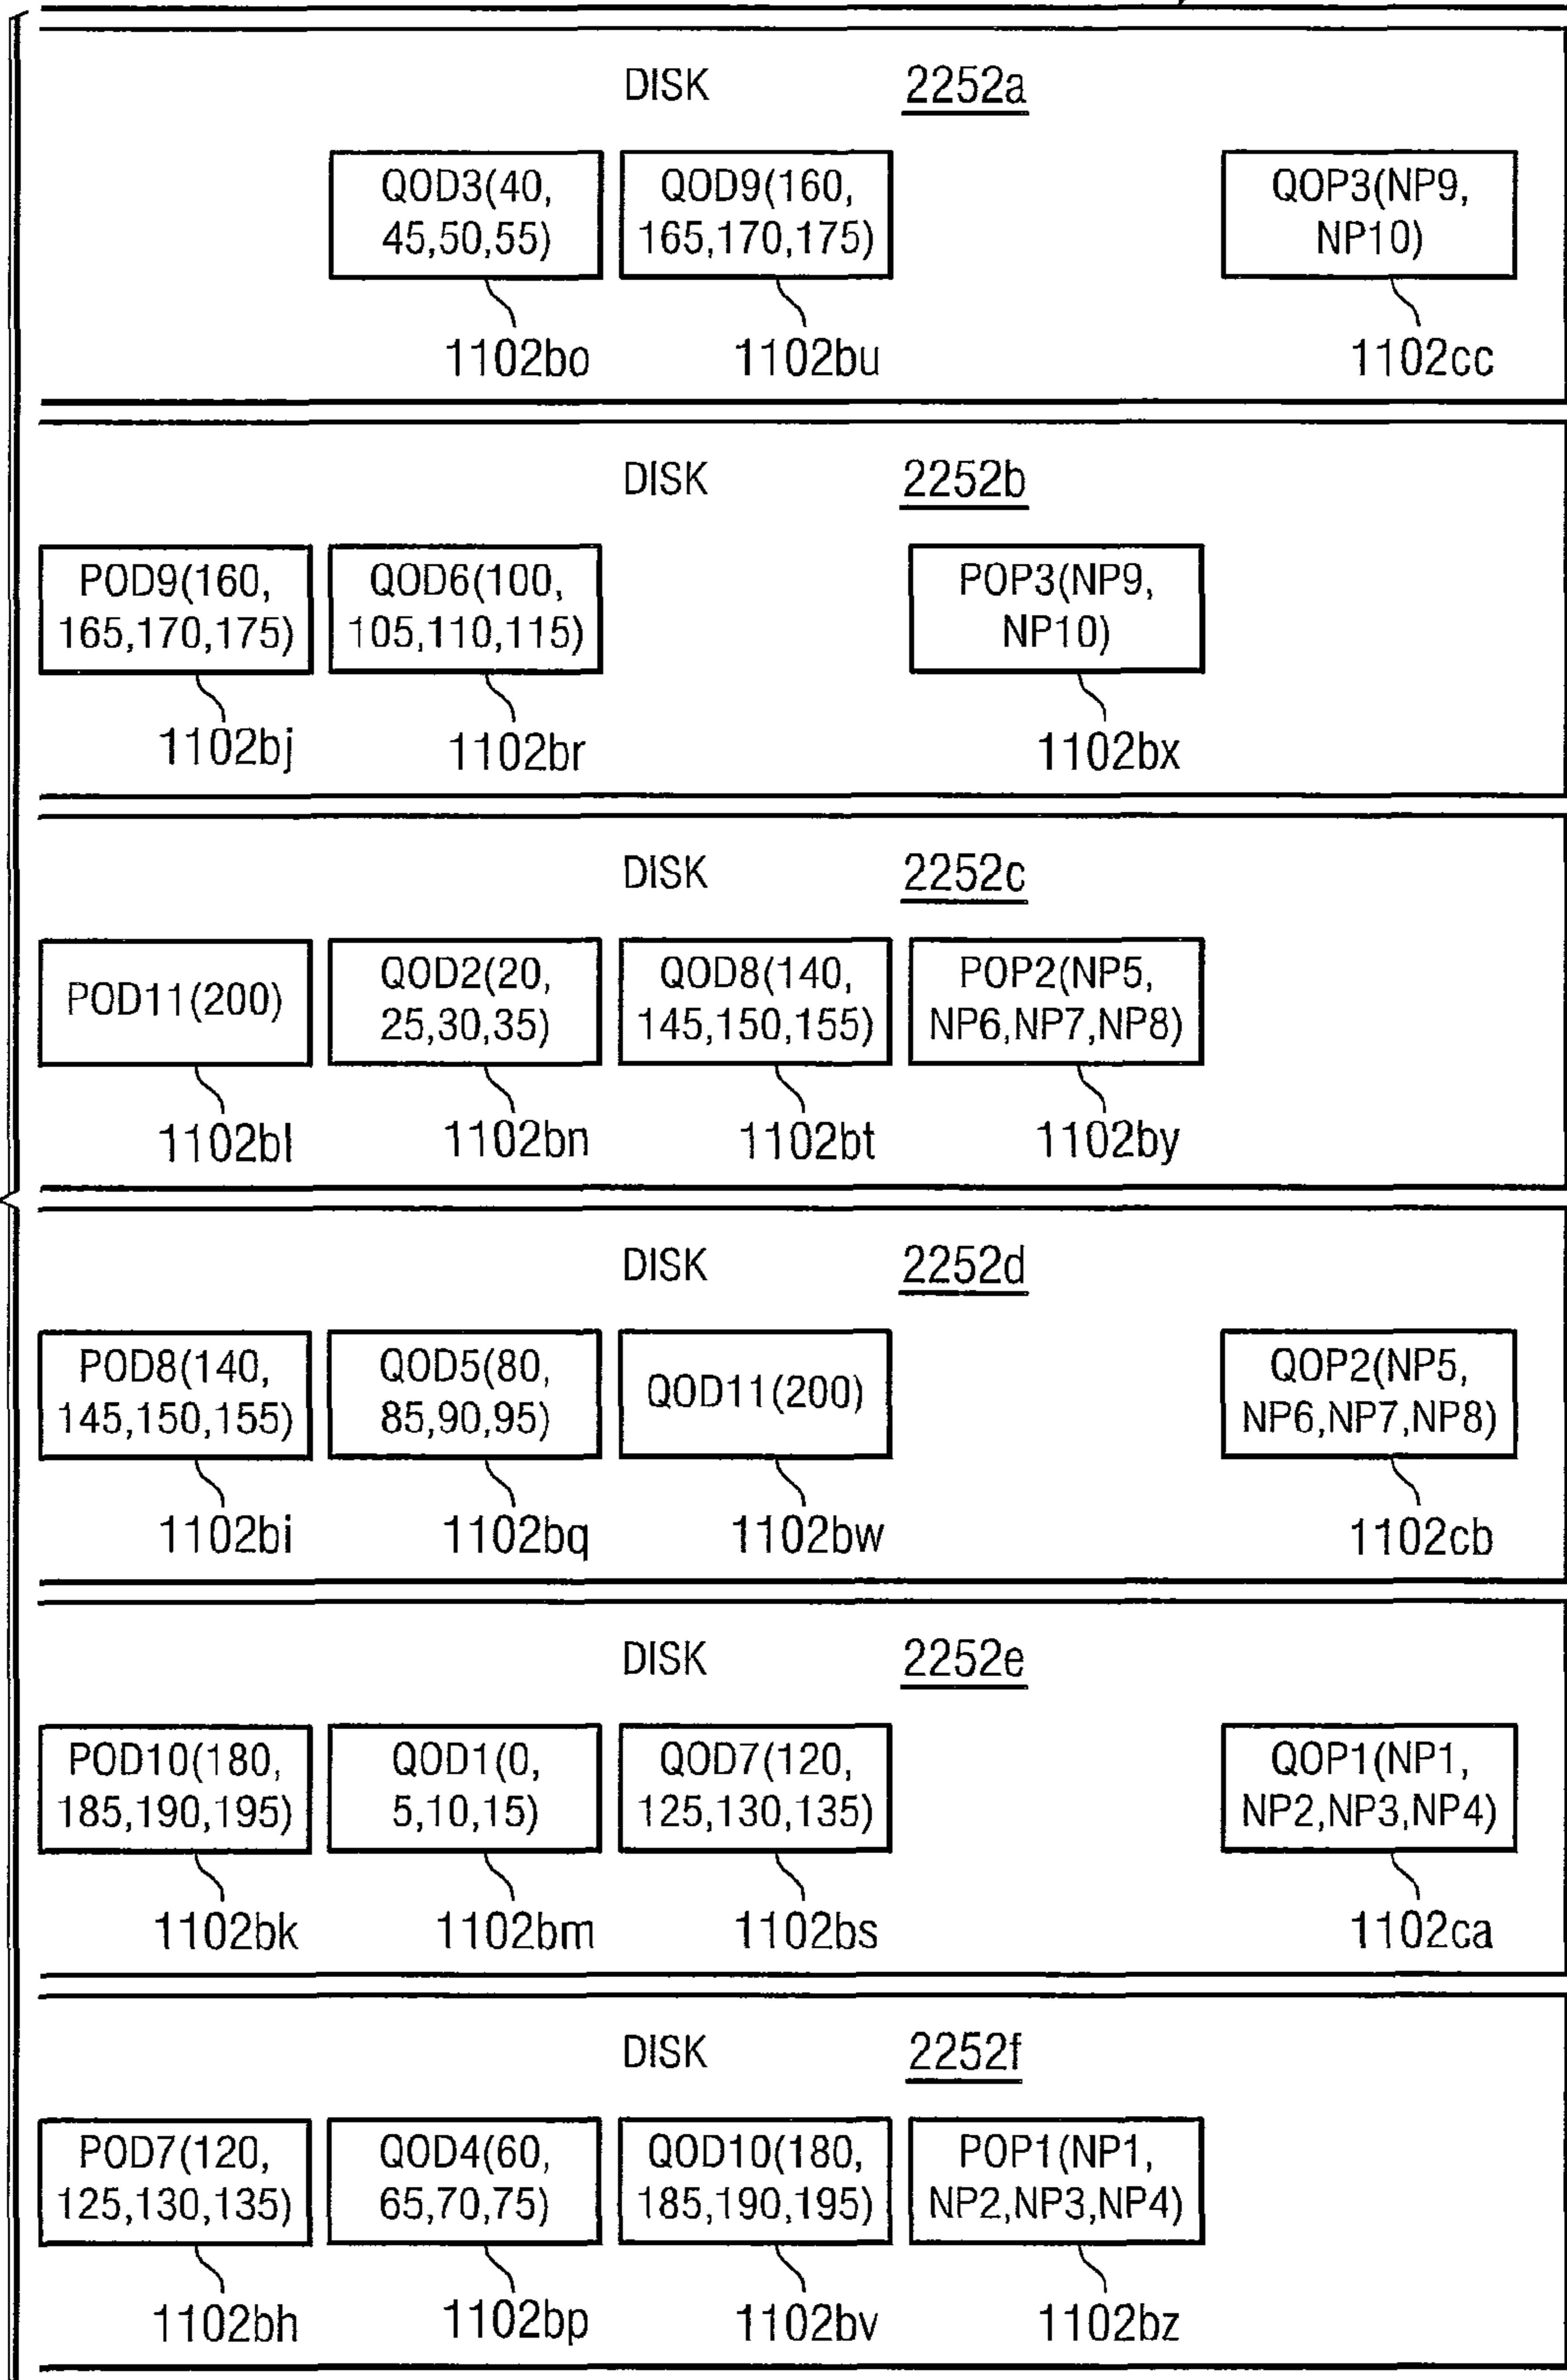 DISK 2252a
QOD3(40,
45,50,55)
QOD9(160,
165,170,175)
QOP3(NP9,
NP10)
1102bo 1102bu 1102cc
DISK 2252b
POD9(160,
165,170,175)
QOD6(100,
105,110,115)
POP3(NP9,
NP10)
1102bj 1102br 1102bx
DISK 2252c
POD11(200)
QOD2(20,
25,30,35)
QOD8(140,
145,150,155)
POP2(NP5,
NP6,NP7,NP8)
1102bl 1102bn 1102bt 1102by
DISK 2252d
POD8(140,
145,150,155)
QOD5(80,
85,90,95)
QOD11(200)
QOP2(NP5,
NP6,NP7,NP8)
1102bi 1102bq 1102bw 1102cb
DISK 2252e
POD10(180,
185,190,195)
QOD1(0,
5,10,15)
QOD7(120,
125,130,135)
QOP1(NP1,
NP2,NP3,NP4)
1102bk 1102bm 1102bs 1102ca
DISK 2252f
POD7(120,
125,130,135)
QOD4(60,
65,70,75)
QOD10(180,
185,190,195)
POP1(NP1,
NP2,NP3,NP4)
1102bh 1102bp 1102bv 1102bz